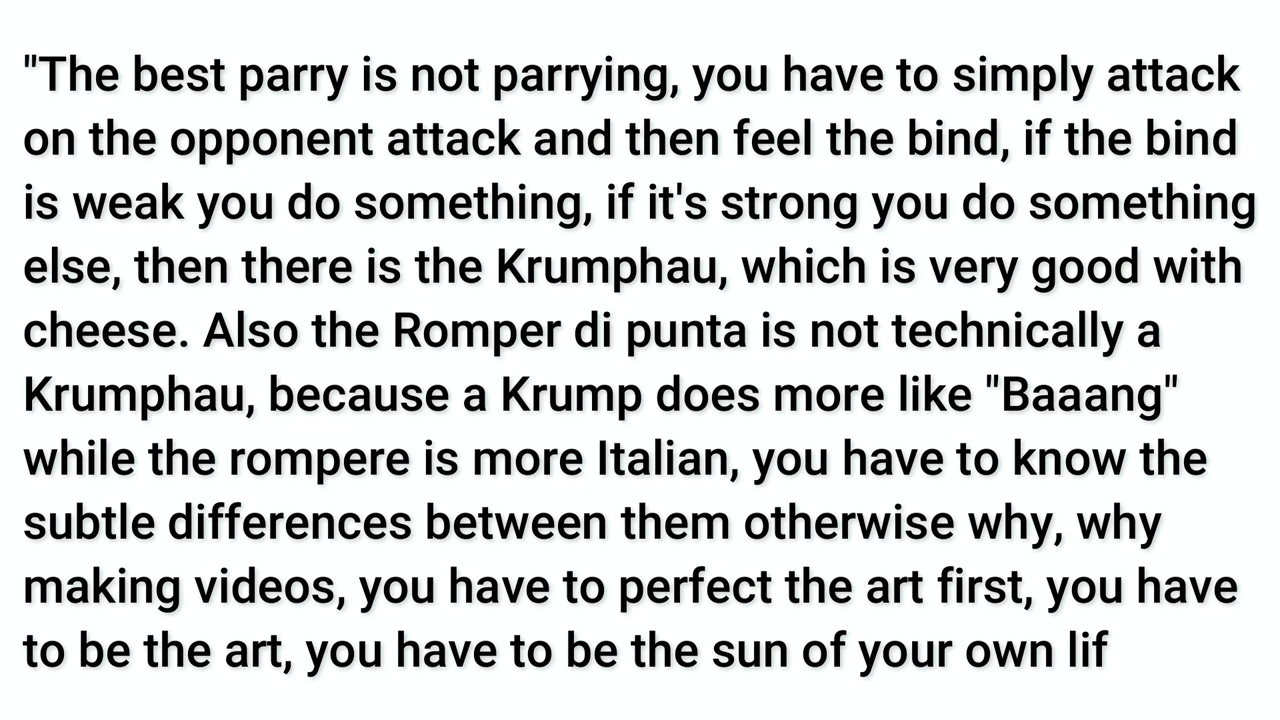 "The best parry is not parrying, you have to simply attack
on the opponent attack and then feel the bind, if the bind
is weak you do something, if it's strong you do something
else, then there is the Krumphau, which is very good with
cheese. Also the Romper di punta is not technically a
Krumphau, because a Krump does more like "Baaang"
while the rompere is more Italian, you have to know the
subtle differences between them otherwise why, why
making videos, you have to perfect the art first, you have
to be the art, you have to be the sun of your own lif